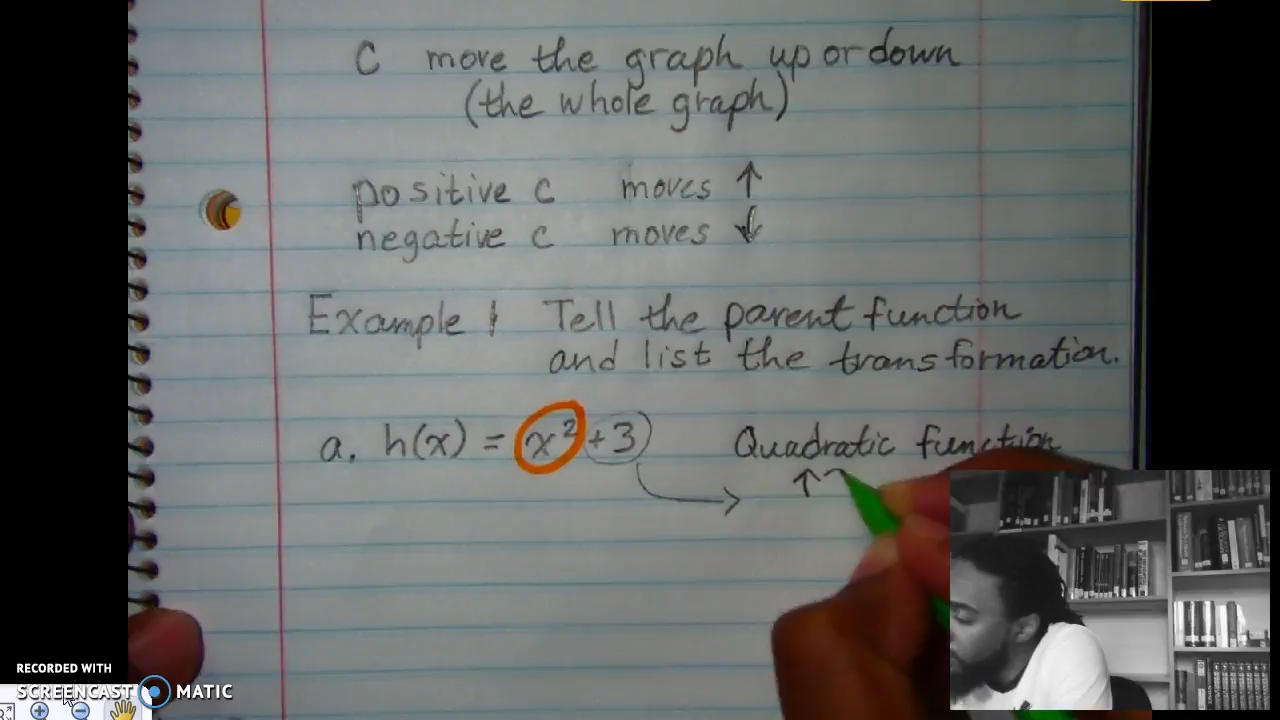 C move the graph up or down
(the whole graph)
positive c moves ↑
negative c moves ↓
Example 1 Tell the parent function
and list the transformation.
a. h(x) = x² + 3 Quadratic function
↑
RECORDED WITH
SCREENCAST MATIC